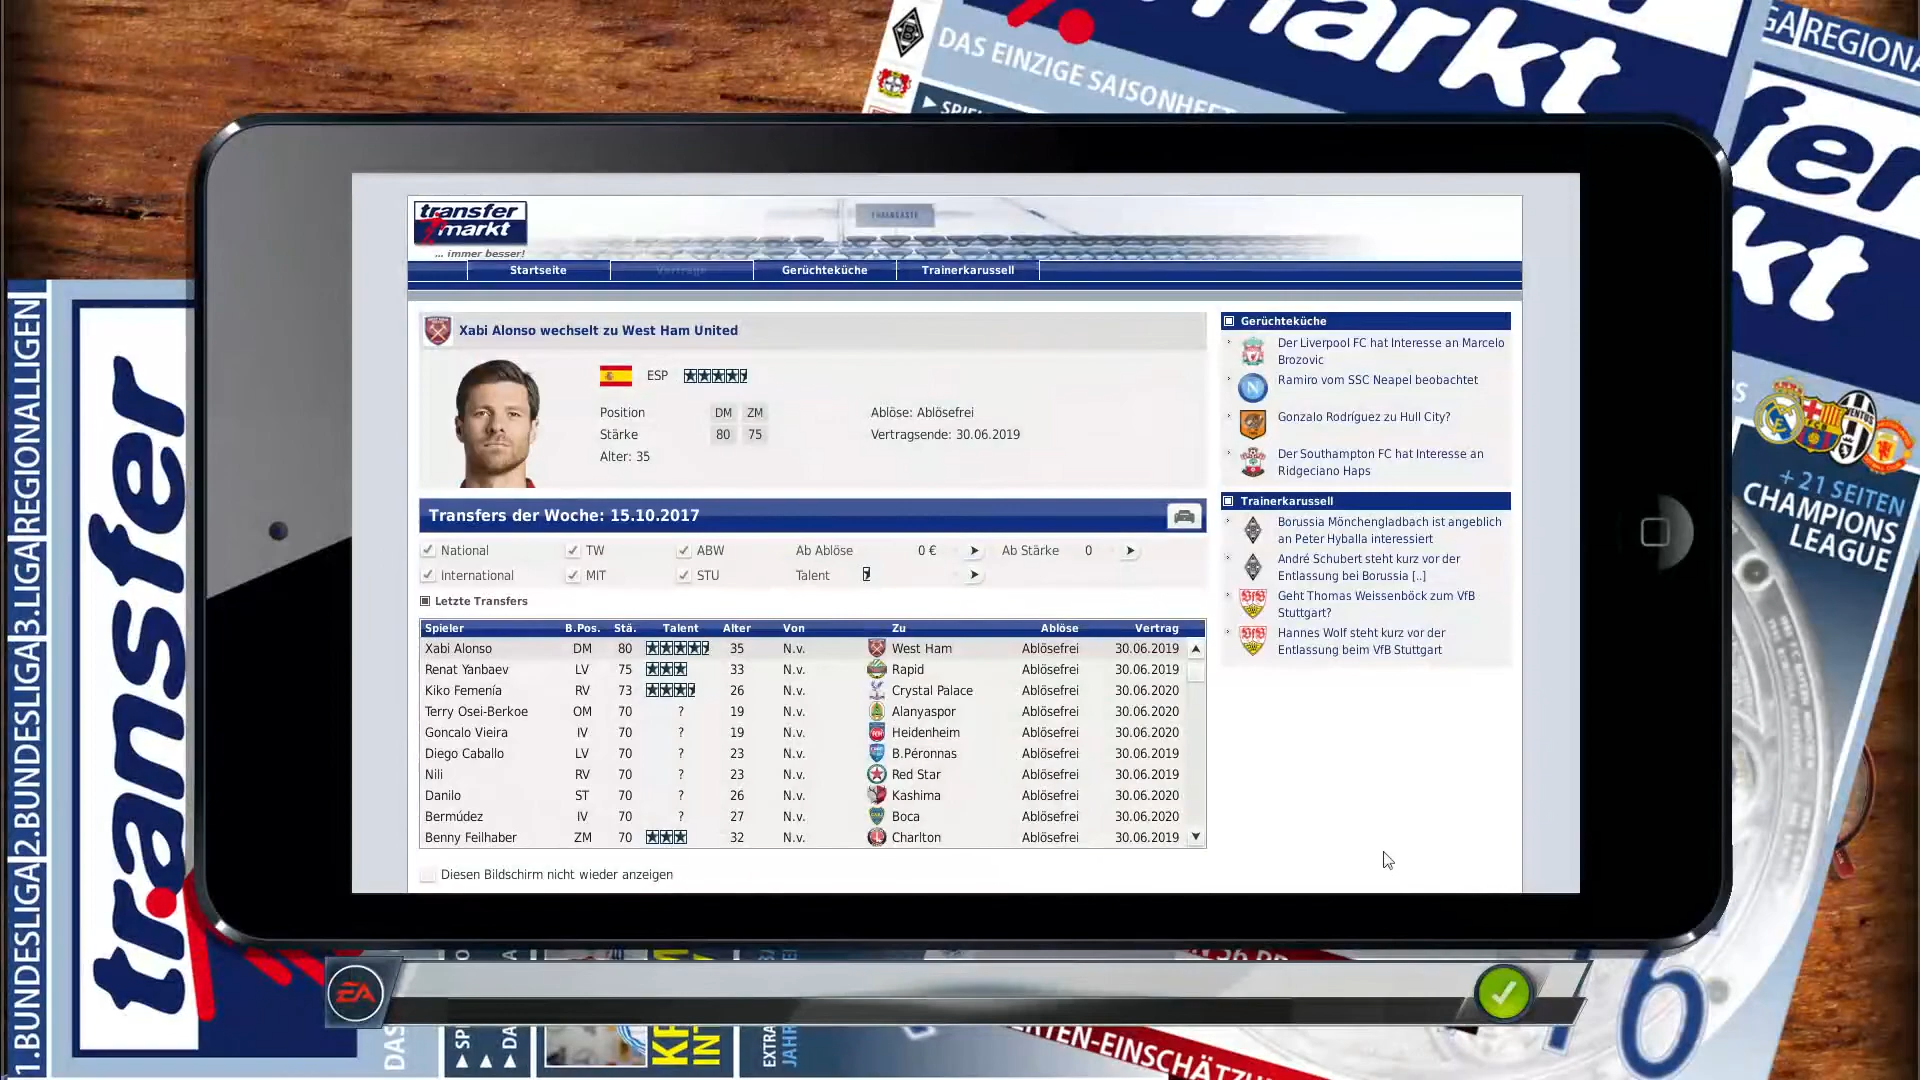 DAS EINZIGE SAISONHEFT
markt
GA|REGIONA
transfer
markt
... immer besser!
Startseite
Verträge
Gerüchteküche
Trainerkarussell
Xabi Alonso wechselt zu West Ham United
ESP
Position DM ZM
Stärke 80 75
Alter: 35
Ablöse: Ablösefrei
Vertragsende: 30.06.2019
Transfers der Woche: 15.10.2017
National TW ABW Ab Ablöse 0 € Ab Stärke 0
International MIT STU Talent
Letzte Transfers
Spieler B.Pos. Stä. Talent Alter Von Zu Ablöse Vertrag
Xabi Alonso DM 80 35 N.v. West Ham Ablösefrei 30.06.2019
Renat Yanbaev LV 75 33 N.v. Rapid Ablösefrei 30.06.2019
Kiko Femenía RV 73 26 N.v. Crystal Palace Ablösefrei 30.06.2020
Terry Osei-Berkoe OM 70 ? 19 N.v. Alanyaspor Ablösefrei 30.06.2020
Goncalo Vieira IV 70 ? 19 N.v. Heidenheim Ablösefrei 30.06.2020
Diego Caballo LV 70 ? 23 N.v. B.Péronnas Ablösefrei 30.06.2019
Nili RV 70 ? 23 N.v. Red Star Ablösefrei 30.06.2019
Danilo ST 70 ? 26 N.v. Kashima Ablösefrei 30.06.2020
Bermúdez IV 70 ? 27 N.v. Boca Ablösefrei 30.06.2020
Benny Feilhaber ZM 70 32 N.v. Charlton Ablösefrei 30.06.2019
Diesen Bildschirm nicht wieder anzeigen
Gerüchteküche
Der Liverpool FC hat Interesse an Marcelo
Brozovic
Ramiro vom SSC Neapel beobachtet
Gonzalo Rodríguez zu Hull City?
Der Southampton FC hat Interesse an
Ridgeciano Haps
Trainerkarussell
Borussia Mönchengladbach ist angeblich
an Peter Hyballa interessiert
André Schubert steht kurz vor der
Entlassung bei Borussia [..]
Geht Thomas Weissenböck zum VfB
Stuttgart?
Hannes Wolf steht kurz vor der
Entlassung beim VfB Stuttgart
1.BUNDESLIGA|2.BUNDESLIGA|3.LIGA|REGIONALLIGEN
transfer
+ 21 SEITEN
CHAMPIONS
LEAGUE
EA
DAS
EXTRA